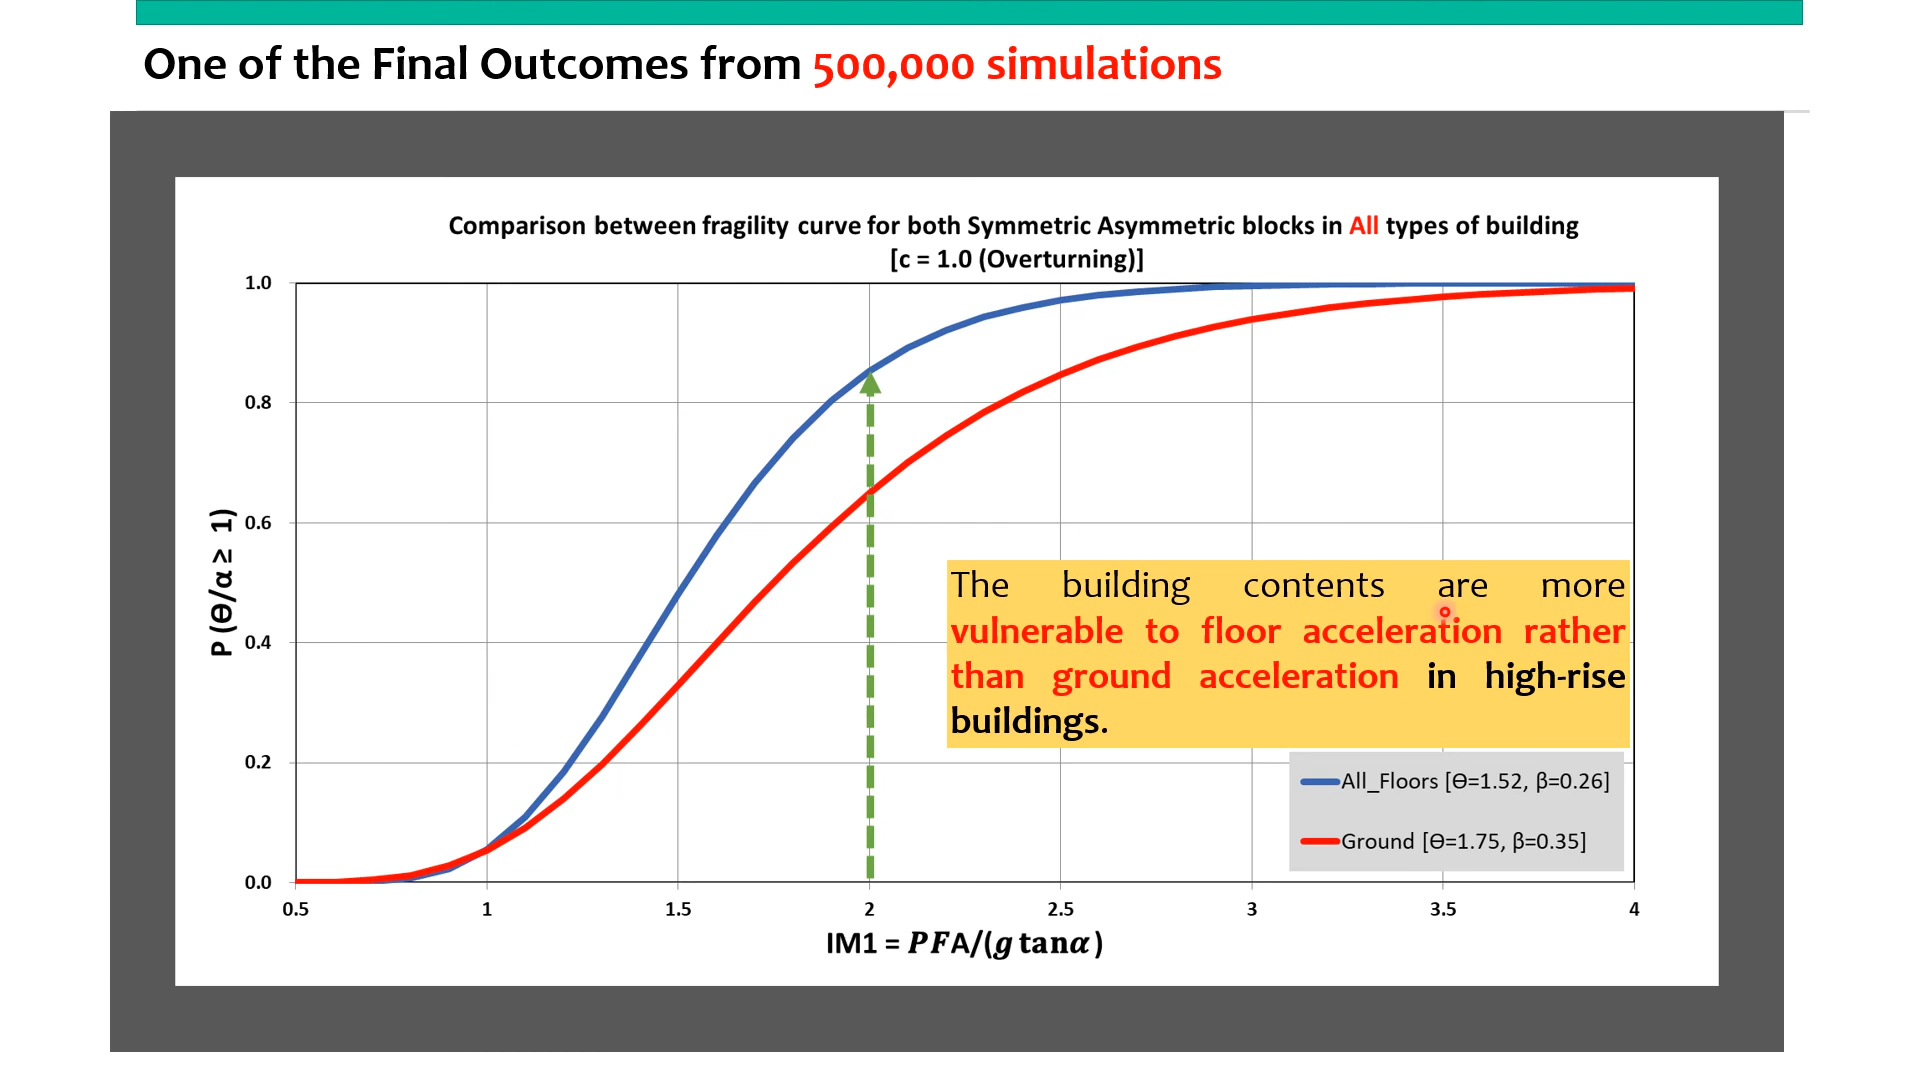 One of the Final Outcomes from 500,000 simulations
Comparison between fragility curve for both Symmetric Asymmetric blocks in All types of building
[c = 1.0 (Overturning)]
1.0
0.8
0.6
0.4
0.2
0.0
P (Ɵ/α ≥ 1)
The building contents are more
vulnerable to floor acceleration rather
than ground acceleration in high-rise
buildings.
All_Floors [Ɵ=1.52, β=0.26]
Ground [Ɵ=1.75, β=0.35]
0.5 1 1.5 2 2.5 3 3.5 4
IM1 = PFA/(g tanα)